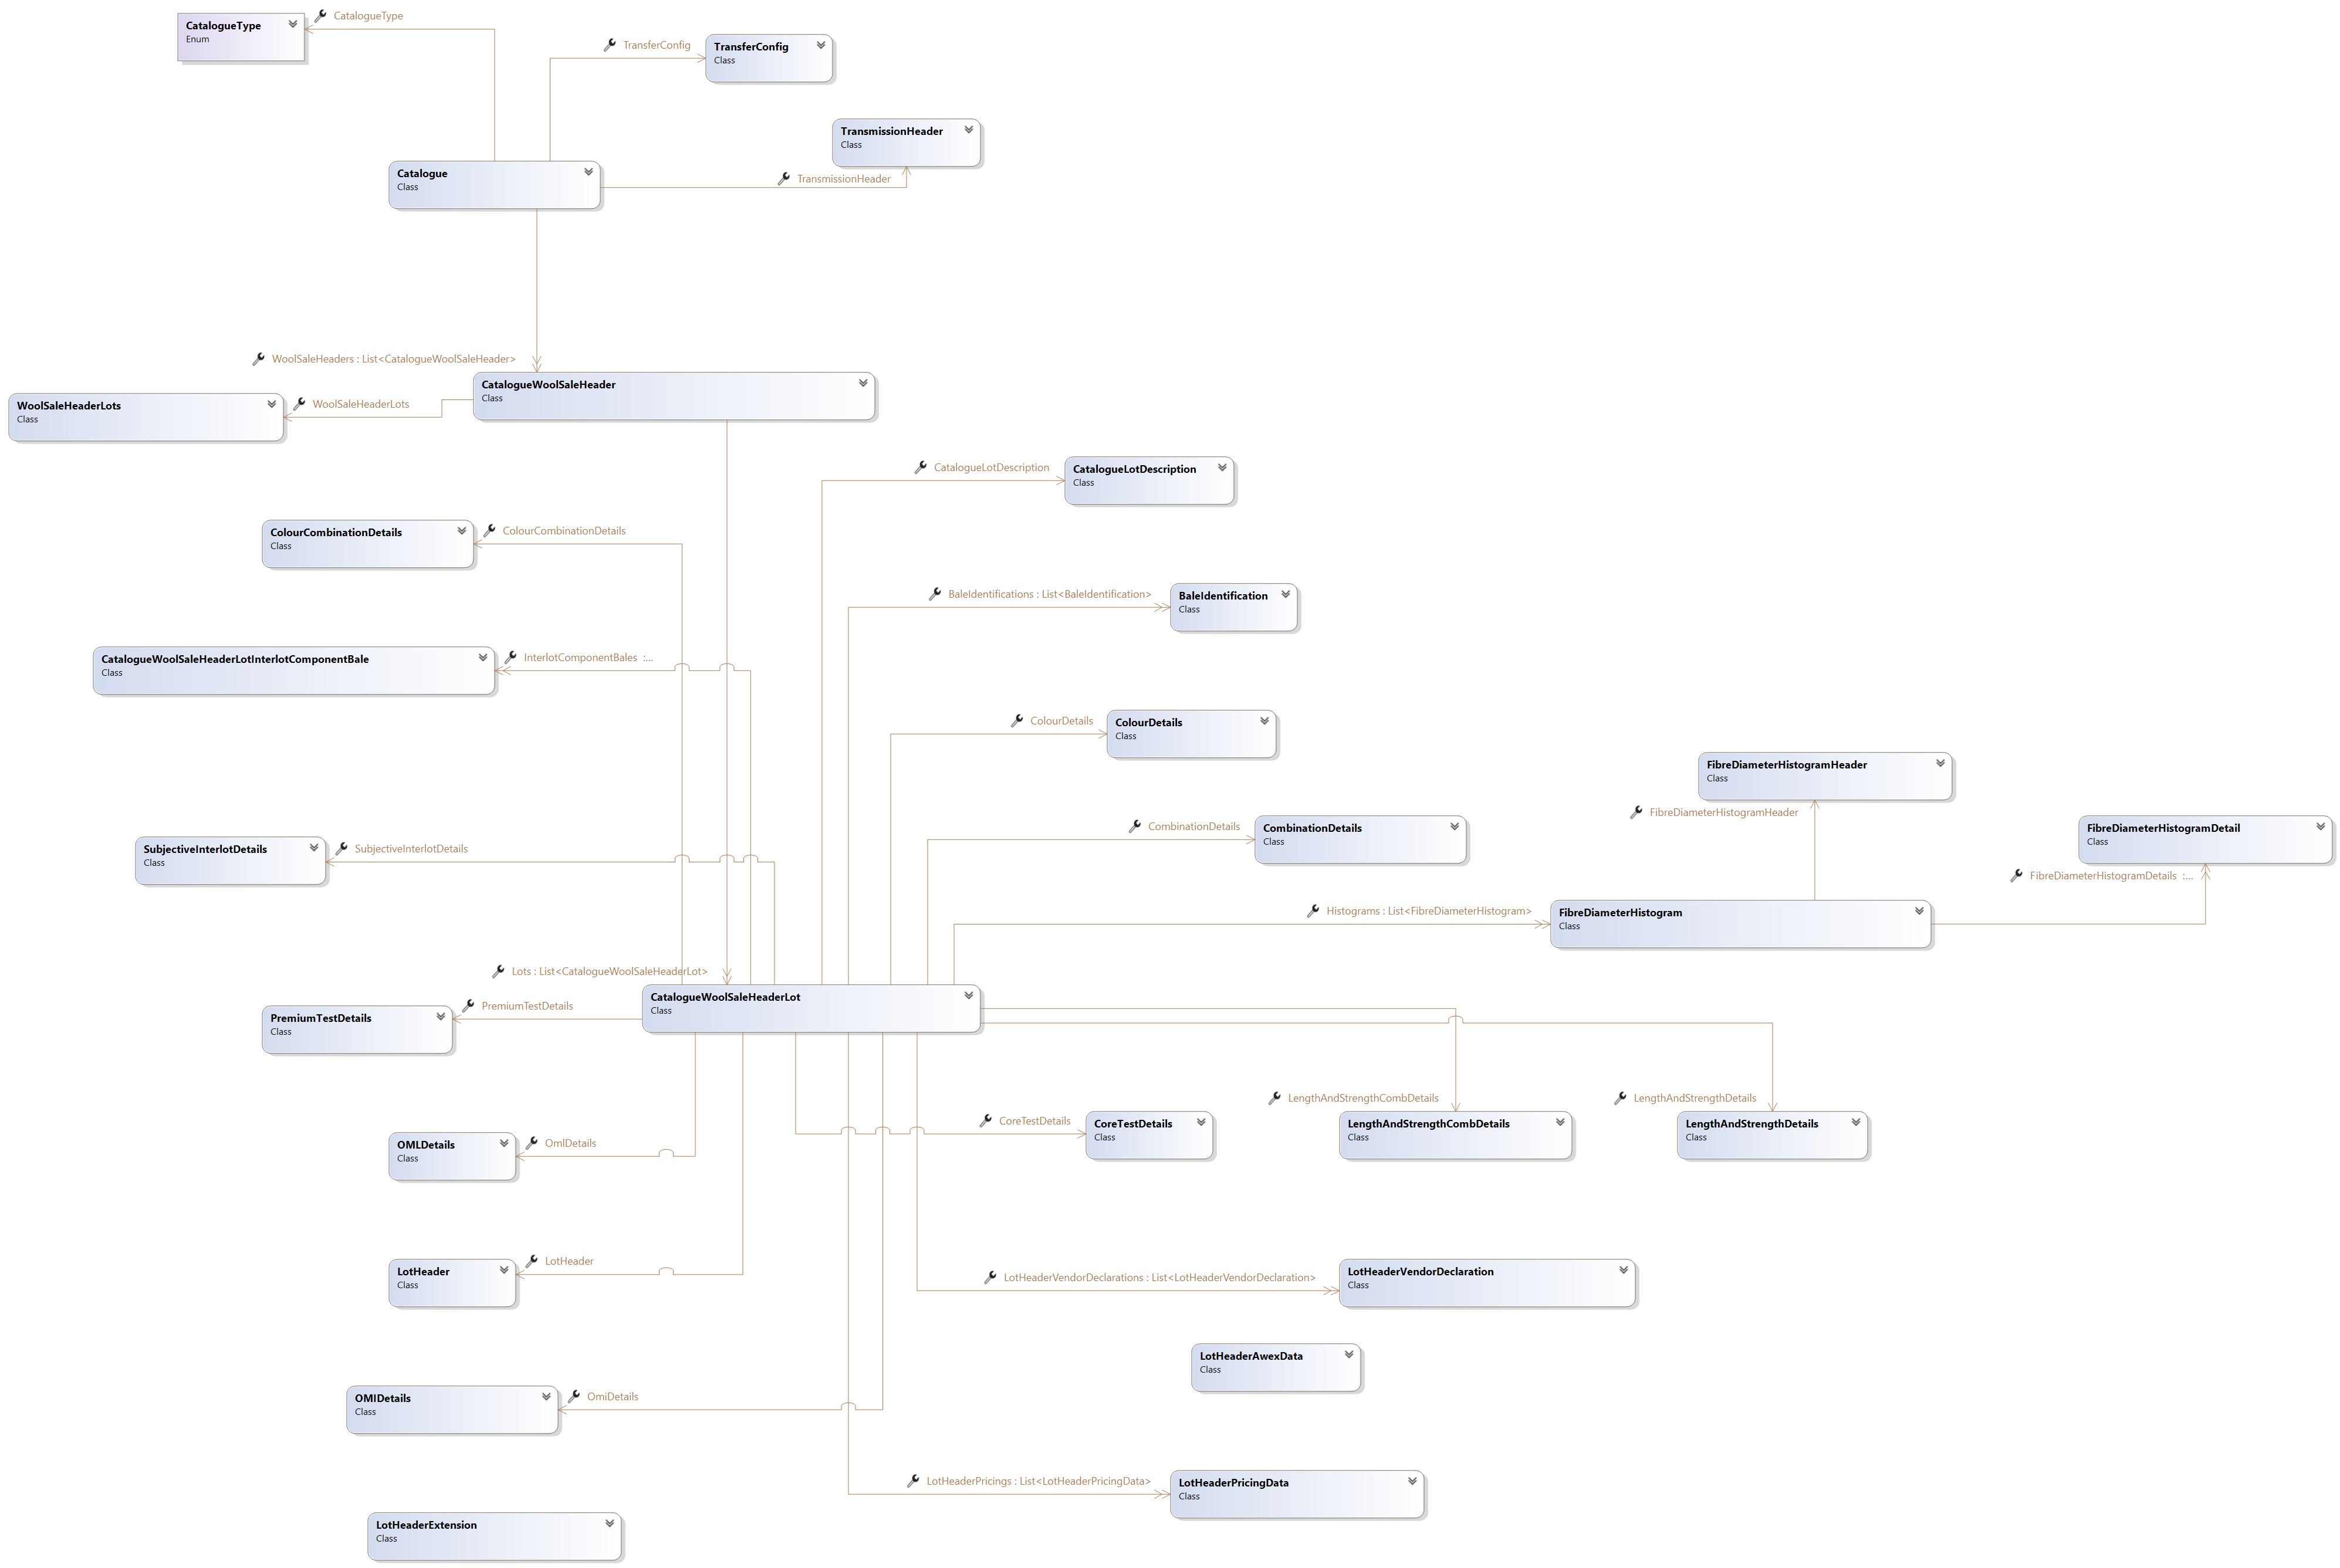 CatalogueType
Enum
CatalogueType
TransferConfig
TransferConfig
Class
TransmissionHeader
Class
Catalogue
Class
TransmissionHeader
WoolSaleHeaders : List<CatalogueWoolSaleHeader>
CatalogueWoolSaleHeader
Class
WoolSaleHeaderLots
Class
WoolSaleHeaderLots
CatalogueLotDescription
CatalogueLotDescription
Class
ColourCombinationDetails
Class
ColourCombinationDetails
BaleIdentifications : List<BaleIdentification>
BaleIdentification
Class
CatalogueWoolSaleHeaderLotInterlotComponentBale
Class
InterlotComponentBales :...
ColourDetails
ColourDetails
Class
FibreDiameterHistogramHeader
Class
FibreDiameterHistogramHeader
CombinationDetails
CombinationDetails
Class
FibreDiameterHistogramDetail
Class
FibreDiameterHistogramDetails :...
SubjectiveInterlotDetails
Class
SubjectiveInterlotDetails
Histograms : List<FibreDiameterHistogram>
FibreDiameterHistogram
Class
Lots : List<CatalogueWoolSaleHeaderLot>
CatalogueWoolSaleHeaderLot
Class
PremiumTestDetails
Class
PremiumTestDetails
LengthAndStrengthCombDetails
LengthAndStrengthDetails
CoreTestDetails
CoreTestDetails
Class
LengthAndStrengthCombDetails
Class
LengthAndStrengthDetails
Class
OMLDetails
Class
OmlDetails
LotHeader
Class
LotHeader
LotHeaderVendorDeclarations : List<LotHeaderVendorDeclaration>
LotHeaderVendorDeclaration
Class
LotHeaderAwexData
Class
OMIDetails
Class
OmiDetails
LotHeaderPricings : List<LotHeaderPricingData>
LotHeaderPricingData
Class
LotHeaderExtension
Class